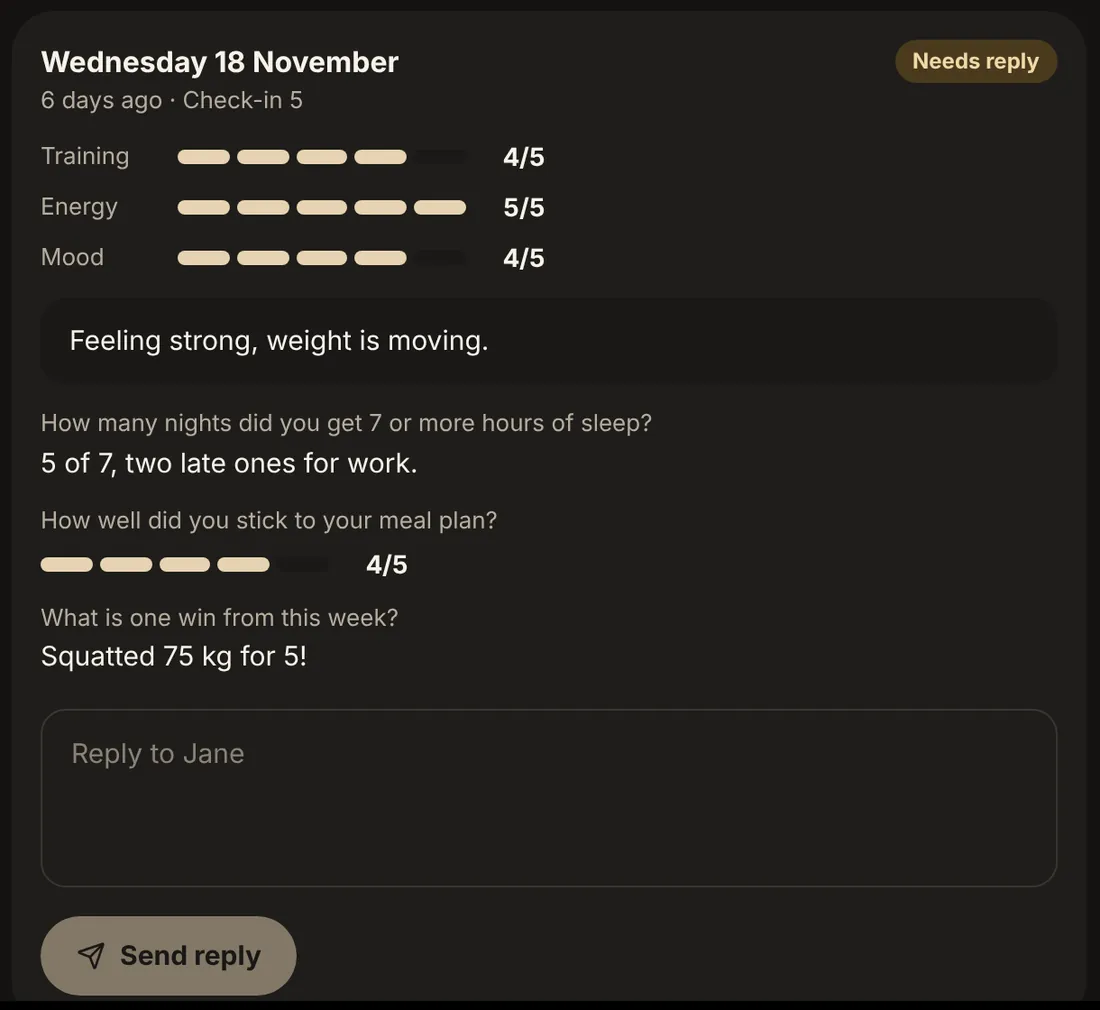 Wednesday 18 November
Needs reply
6 days ago · Check-in 5
Training 4/5
Energy 5/5
Mood 4/5
Feeling strong, weight is moving.
How many nights did you get 7 or more hours of sleep?
5 of 7, two late ones for work.
How well did you stick to your meal plan?
4/5
What is one win from this week?
Squatted 75 kg for 5!
Reply to Jane
Send reply